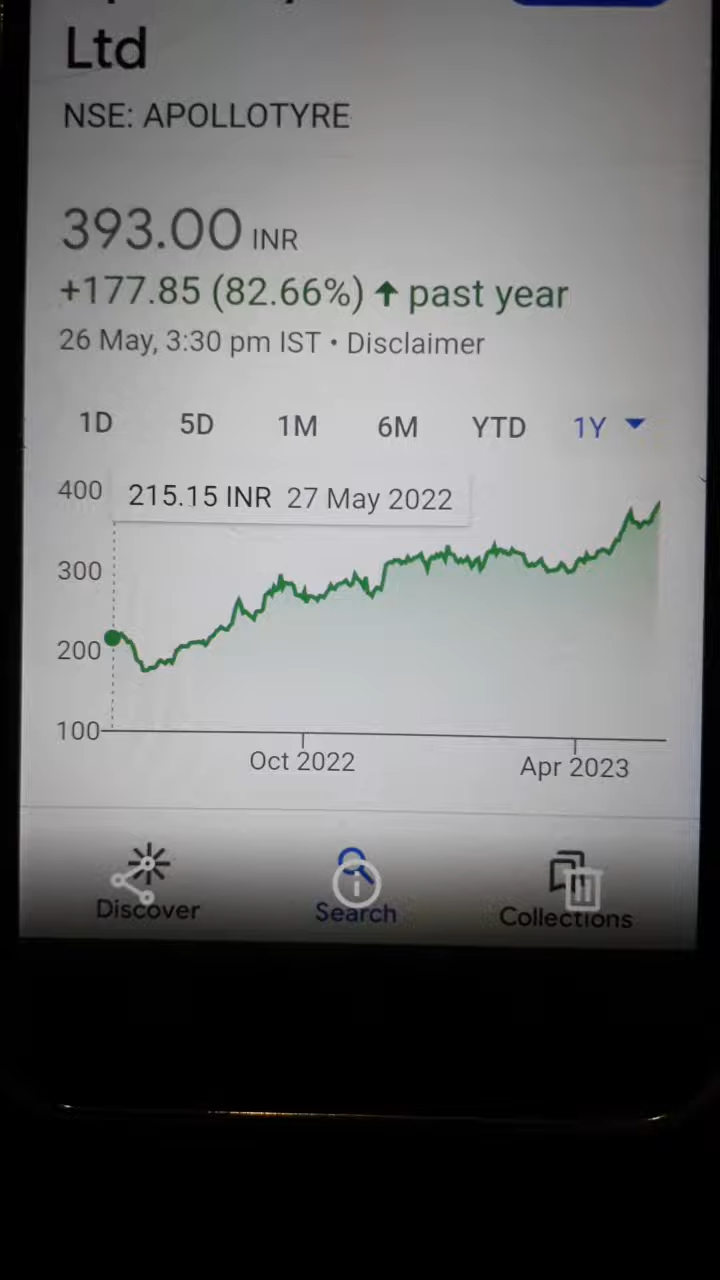 Ltd
NSE: APOLLOTYRE
393.00 INR
+177.85 (82.66%) ↑ past year
26 May, 3:30 pm IST • Disclaimer
1D 5D 1M 6M YTD 1Y
400 215.15 INR 27 May 2022
300
200
100
Oct 2022 Apr 2023
Discover Search Collections